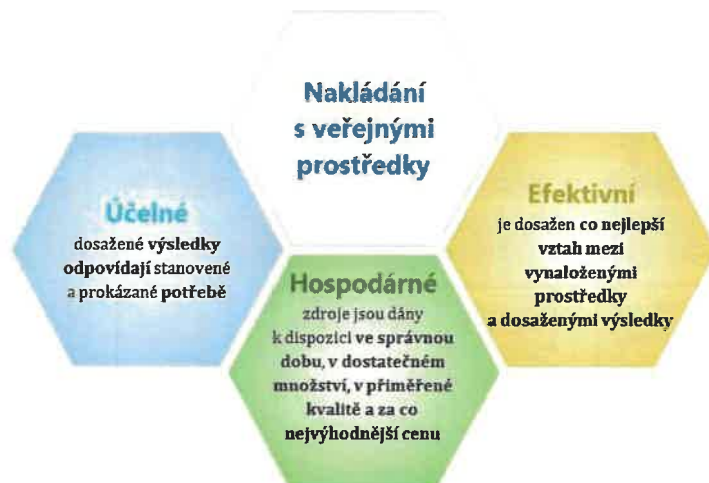 Nakládání
s veřejnými
prostředky
Účelné
dosažené výsledky
odpovídají stanovené
a prokázané potřebě
Hospodárné
zdroje jsou dány
k dispozici ve správnou
dobu, v dostatečném
množství, v přiměřené
kvalitě a za co
nejvýhodnější cenu
Efektivní
je dosažen co nejlepší
vztah mezi
vynaloženými
prostředky
a dosaženými výsledky